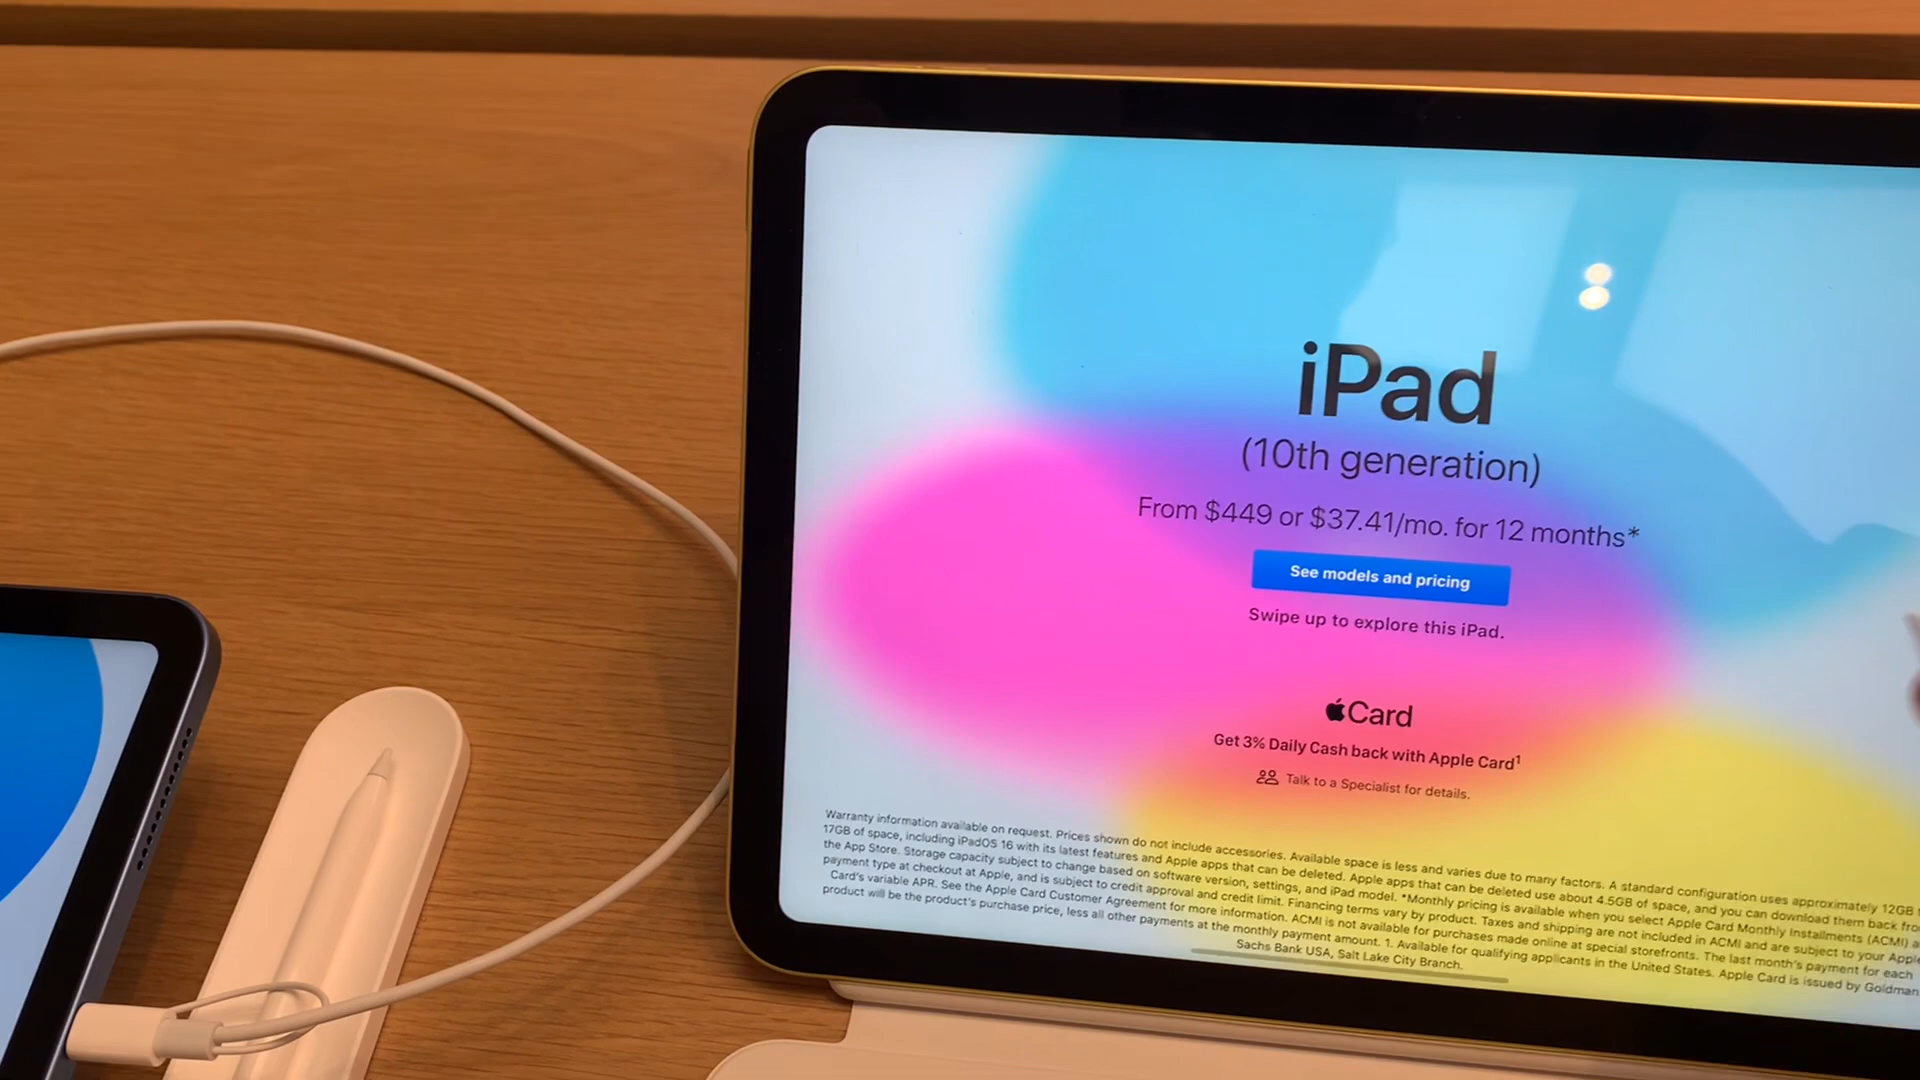 iPad
(10th generation)
From $449 or $37.41/mo. for 12 months*
See models and pricing
Swipe up to explore this iPad.
Card
Get 3% Daily Cash back with Apple Card¹
Talk to a Specialist for details.
Warranty information available on request. Prices shown do not include accessories. Available space is less and varies due to many factors. A standard configuration uses approximately 12GB
17GB of space, including iPadOS 16 with its latest features and Apple apps that can be deleted. Apple apps that can be deleted use about 4.5GB of space, and you can download them back from
the App Store. Storage capacity subject to change based on software version, settings, and iPad model. *Monthly pricing is available when you select Apple Card Monthly Installments (ACMI)
payment type at checkout at Apple, and is subject to credit approval and credit limit. Financing terms vary by product. Taxes and shipping are not included in ACMI and are subject to your Apple
Card's variable APR. See the Apple Card Customer Agreement for more information. ACMI is not available for purchases made online at special storefronts. The last month's payment for each
product will be the product's purchase price, less all other payments at the monthly payment amount. 1. Available for qualifying applicants in the United States. Apple Card is issued by Goldman
Sachs Bank USA, Salt Lake City Branch.